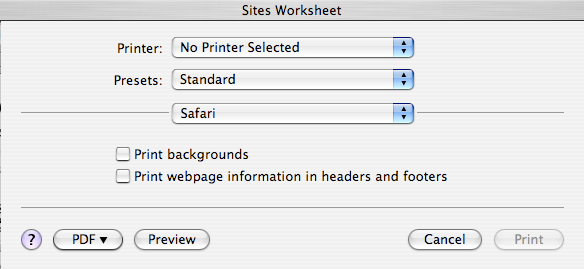 Sites Worksheet
Printer: No Printer Selected
Presets: Standard
Safari
Print backgrounds
Print webpage information in headers and footers
? PDF ▼ Preview Cancel Print